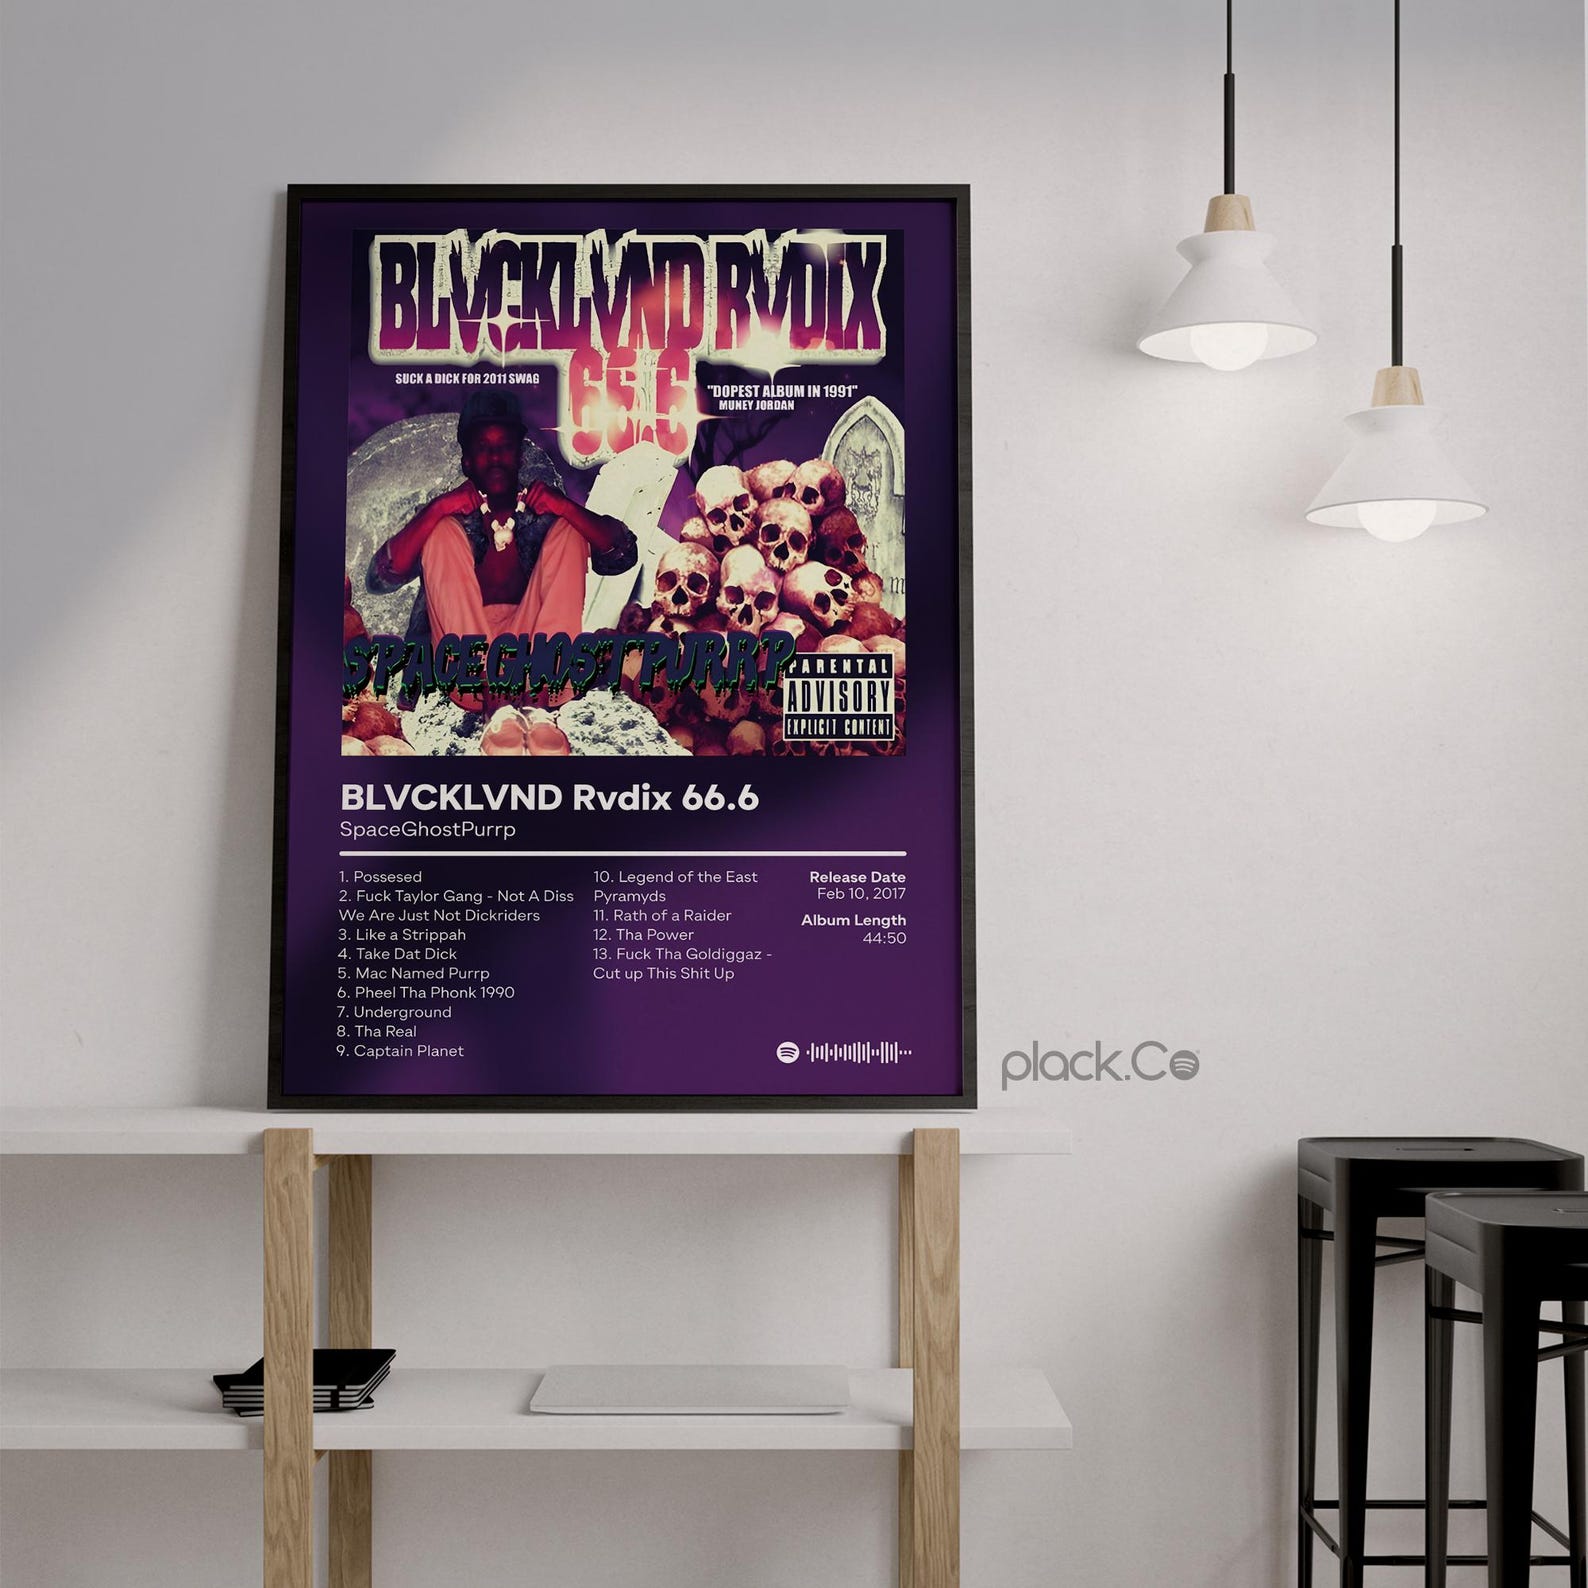 BLVCKLVND RVDIX
66.6
SUCK A DICK FOR 2011 SWAG
"DOPEST ALBUM IN 1991"
MUNEY JORDAN
SPACEGHOSTPURRP
PARENTAL
ADVISORY
EXPLICIT CONTENT
BLVCKLVND Rvdix 66.6
SpaceGhostPurrp
1. Possesed
2. Fuck Taylor Gang - Not A Diss
We Are Just Not Dickriders
3. Like a Strippah
4. Take Dat Dick
5. Mac Named Purrp
6. Pheel Tha Phonk 1990
7. Underground
8. Tha Real
9. Captain Planet
10. Legend of the East
Pyramyds
11. Rath of a Raider
12. Tha Power
13. Fuck Tha Goldiggaz -
Cut up This Shit Up
Release Date
Feb 10, 2017
Album Length
44:50
plack.Co